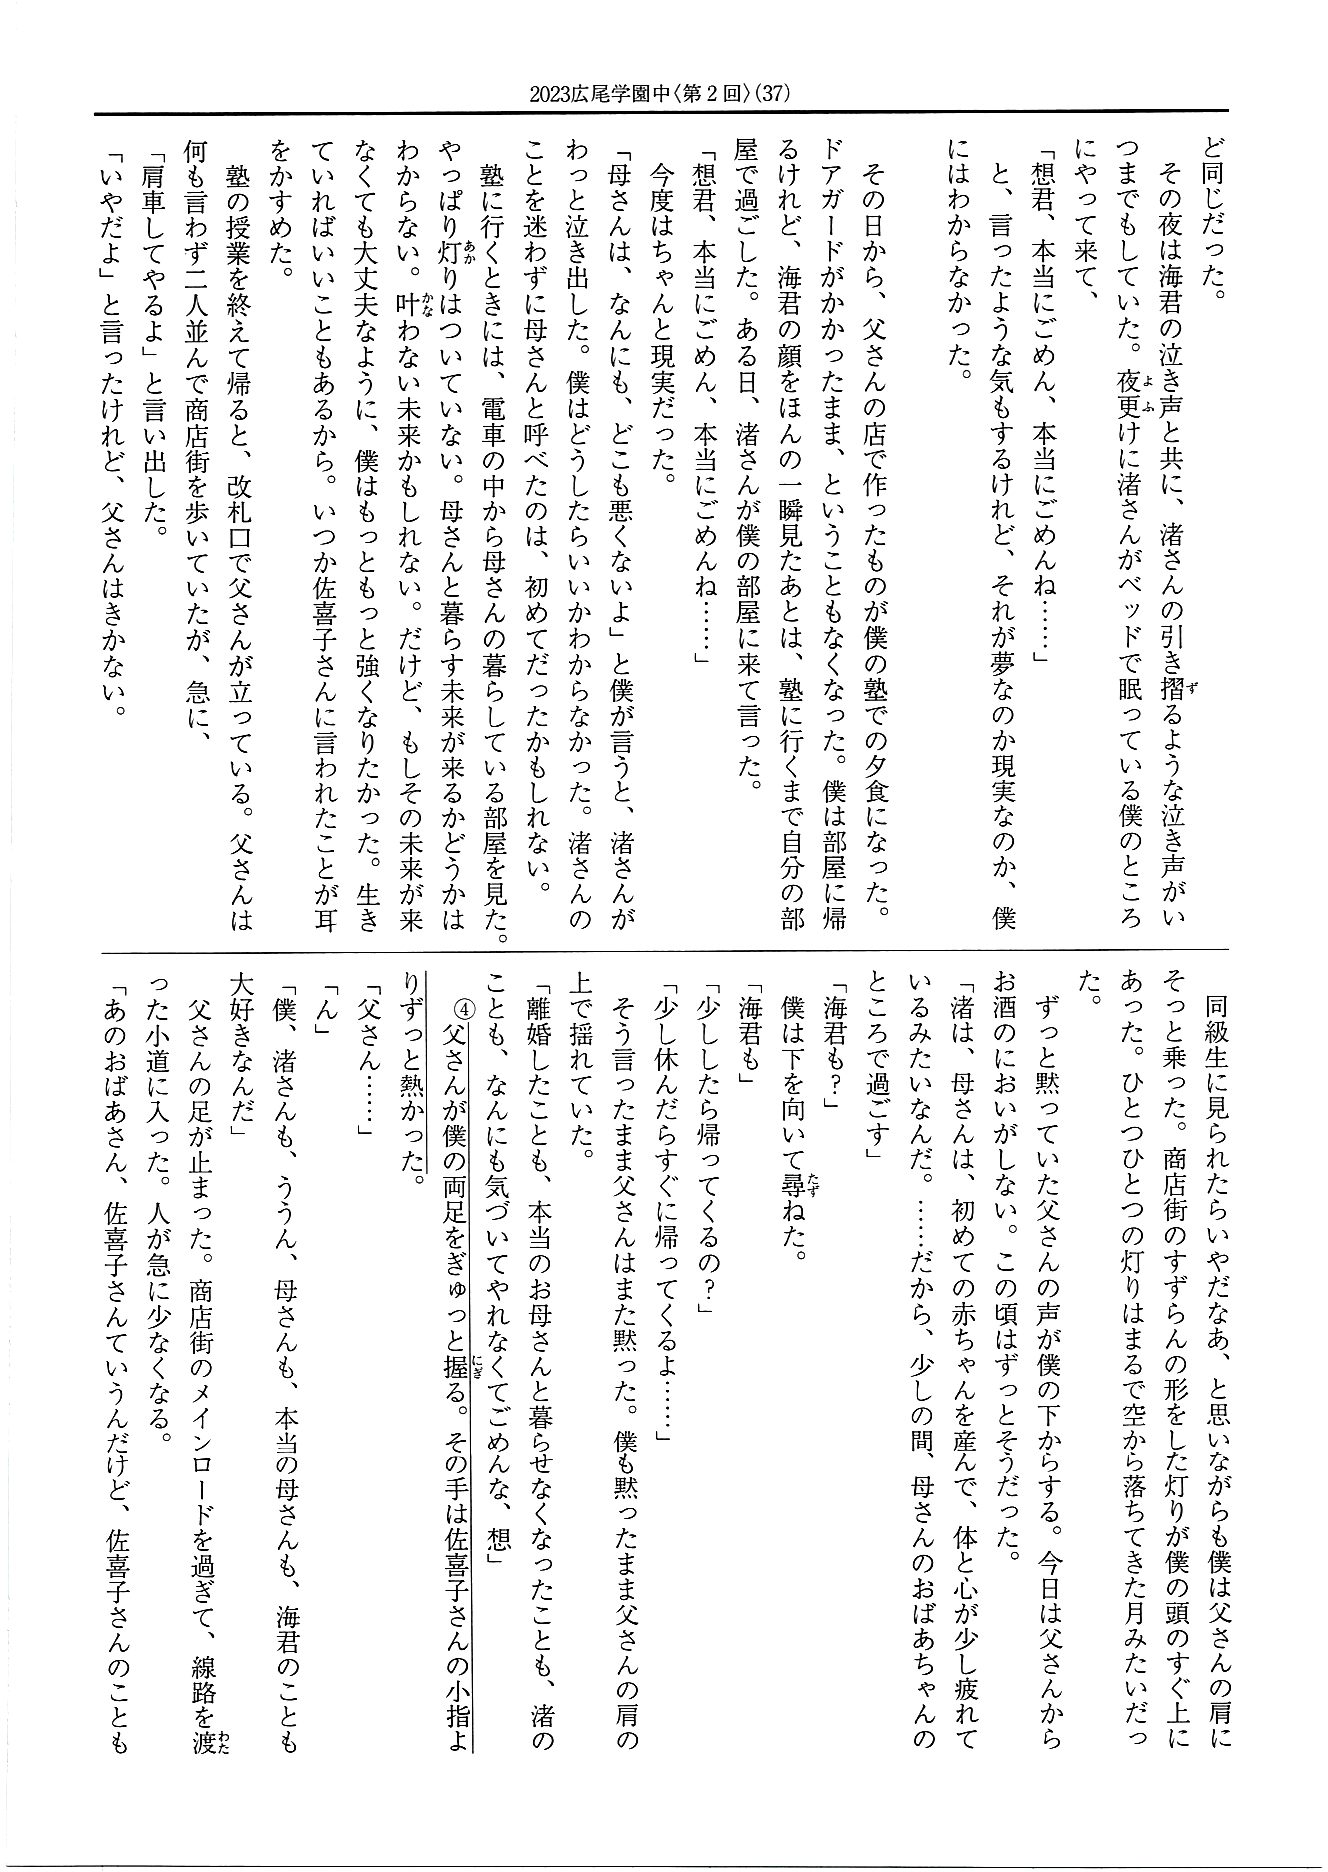 2023広尾学園中〈第2回〉(37)
ど同じだった。
その夜は海君の泣き声と共に、渚さんの引き摺るような泣き声がい
つまでもしていた。夜更けに渚さんがベッドで眠っている僕のところ
にやって来て、
「想君、本当にごめん、本当にごめんね……」
と、言ったような気もするけれど、それが夢なのか現実なのか、僕
にはわからなかった。
その日から、父さんの店で作ったものが僕の塾での夕食になった。
ドアガードがかかったまま、ということもなくなった。僕は部屋に帰
るけれど、海君の顔をほんの一瞬見たあとは、塾に行くまで自分の部
屋で過ごした。ある日、渚さんが僕の部屋に来て言った。
「想君、本当にごめん、本当にごめんね……」
今度はちゃんと現実だった。
「母さんは、なんにも、どこも悪くないよ」と僕が言うと、渚さんが
わっと泣き出した。僕はどうしたらいいかわからなかった。渚さんの
ことを迷わずに母さんと呼べたのは、初めてだったかもしれない。
塾に行くときには、電車の中から母さんの暮らしている部屋を見た。
やっぱり灯りはついていない。母さんと暮らす未来が来るかどうかは
わからない。叶わない未来かもしれない。だけど、もしその未来が来
なくても大丈夫なように、僕はもっともっと強くなりたかった。生き
ていればいいこともあるから。いつか佐喜子さんに言われたことが耳
をかすめた。
塾の授業を終えて帰ると、改札口で父さんが立っている。父さんは
何も言わず二人並んで商店街を歩いていたが、急に、
「肩車してやるよ」と言い出した。
「いやだよ」と言ったけれど、父さんはきかない。
同級生に見られたらいやだなあ、と思いながらも僕は父さんの肩に
そっと乗った。商店街のすずらんの形をした灯りが僕の頭のすぐ上に
あった。ひとつひとつの灯りはまるで空から落ちてきた月みたいだっ
た。
ずっと黙っていた父さんの声が僕の下からする。今日は父さんから
お酒のにおいがしない。この頃はずっとそうだった。
「渚は、母さんは、初めての赤ちゃんを産んで、体と心が少し疲れて
いるみたいなんだ。……だから、少しの間、母さんのおばあちゃんの
ところで過ごす」
「海君も？」
僕は下を向いて尋ねた。
「海君も」
「少ししたら帰ってくるの？」
「少し休んだらすぐに帰ってくるよ……」
そう言ったまま父さんはまた黙った。僕も黙ったまま父さんの肩の
上で揺れていた。
「離婚したことも、本当のお母さんと暮らせなくなったことも、渚の
ことも、なんにも気づいてやれなくてごめんな、想」
④父さんが僕の両足をぎゅっと握る。その手は佐喜子さんの小指よ
りずっと熱かった。
「父さん……」
「ん」
「僕、渚さんも、ううん、母さんも、本当の母さんも、海君のことも
大好きなんだ」
父さんの足が止まった。商店街のメインロードを過ぎて、線路を渡
った小道に入った。人が急に少なくなる。
「あのおばあさん、佐喜子さんていうんだけど、佐喜子さんのことも